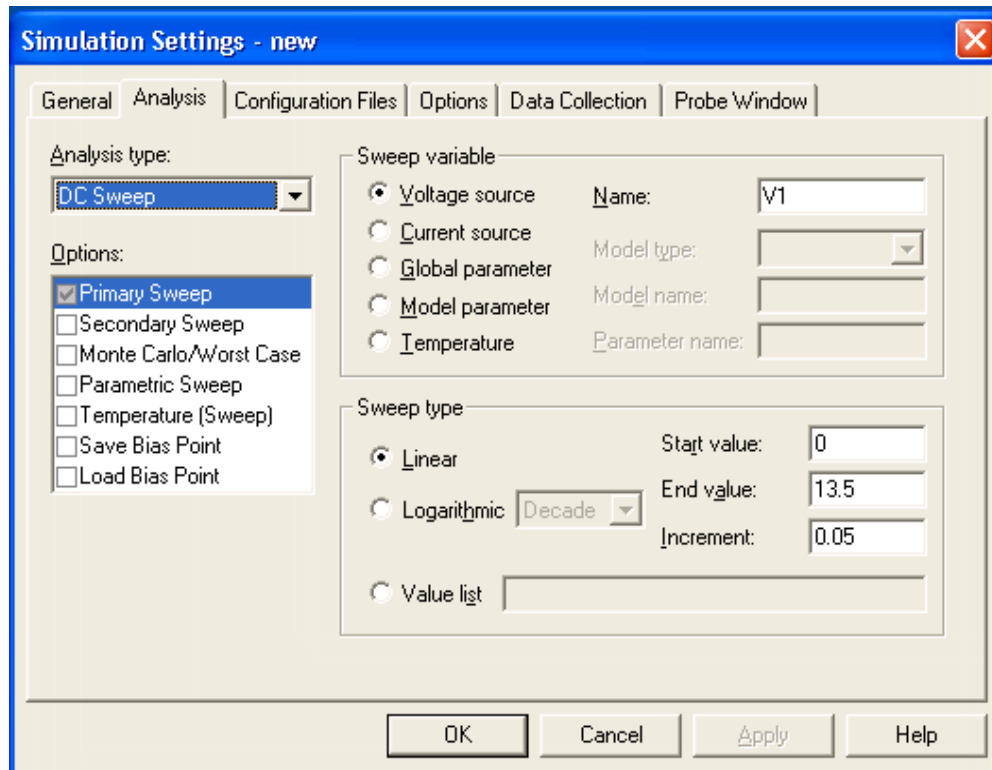 Simulation Settings - new
General Analysis Configuration Files Options Data Collection Probe Window
Analysis type:
DC Sweep
Options:
Primary Sweep
Secondary Sweep
Monte Carlo/Worst Case
Parametric Sweep
Temperature (Sweep)
Save Bias Point
Load Bias Point
Sweep variable
Voltage source
Current source
Global parameter
Model parameter
Temperature
Name: V1
Model type:
Model name:
Parameter name:
Sweep type
Linear
Logarithmic Decade
Value list
Start value: 0
End value: 13.5
Increment: 0.05
OK Cancel Apply Help